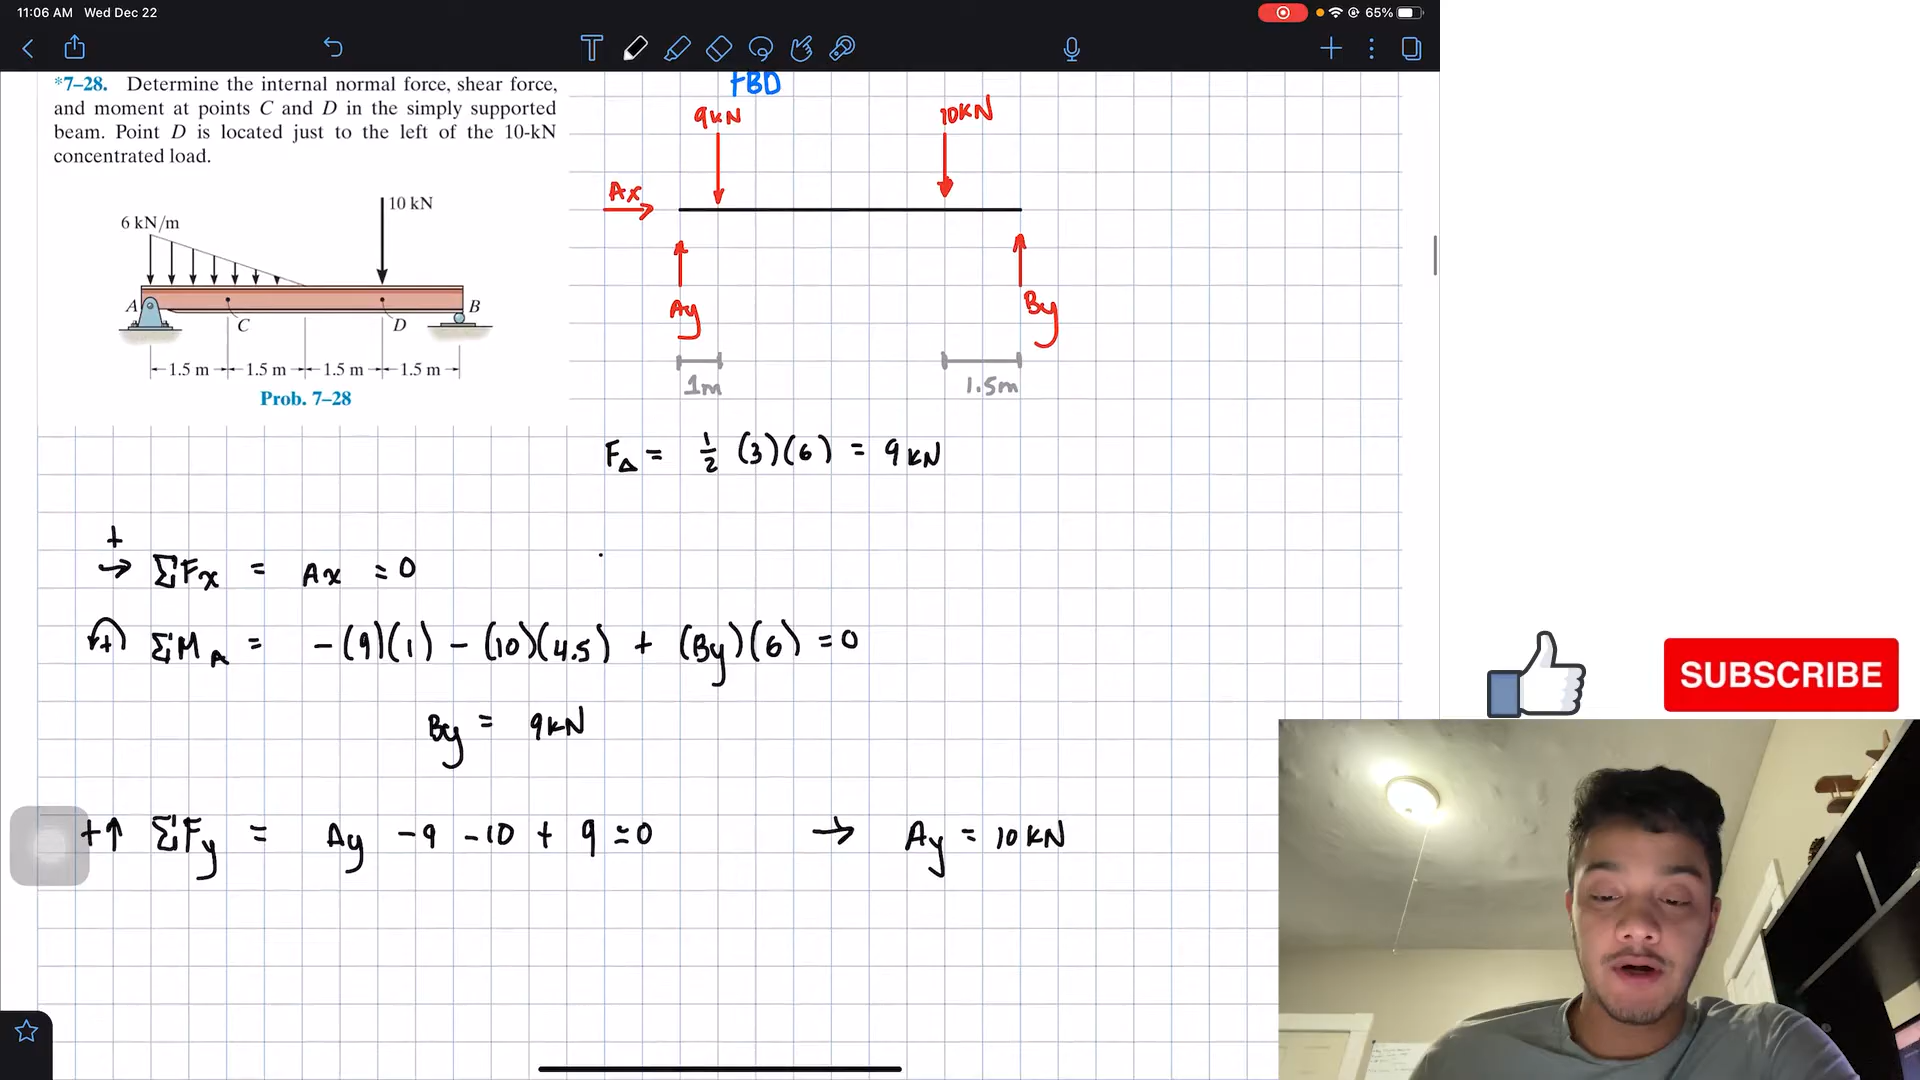 11:06 AM Wed Dec 22
65%
*7–28. Determine the internal normal force, shear force,
and moment at points C and D in the simply supported
beam. Point D is located just to the left of the 10-kN
concentrated load.
6 kN/m
10 kN
A
B
C
D
1.5 m 1.5 m 1.5 m 1.5 m
Prob. 7–28
FBD
9kN
10KN
Ax
Ay
By
1m
1.5m
F△ = 1/2 (3)(6) = 9 kN
+
→ ΣFx = Ax = 0
+ ΣMA = -(9)(1) - (10)(4.5) + (By)(6) = 0
By = 9kN
+↑ ΣFy = Ay -9 -10 + 9 = 0 → Ay = 10 KN
SUBSCRIBE